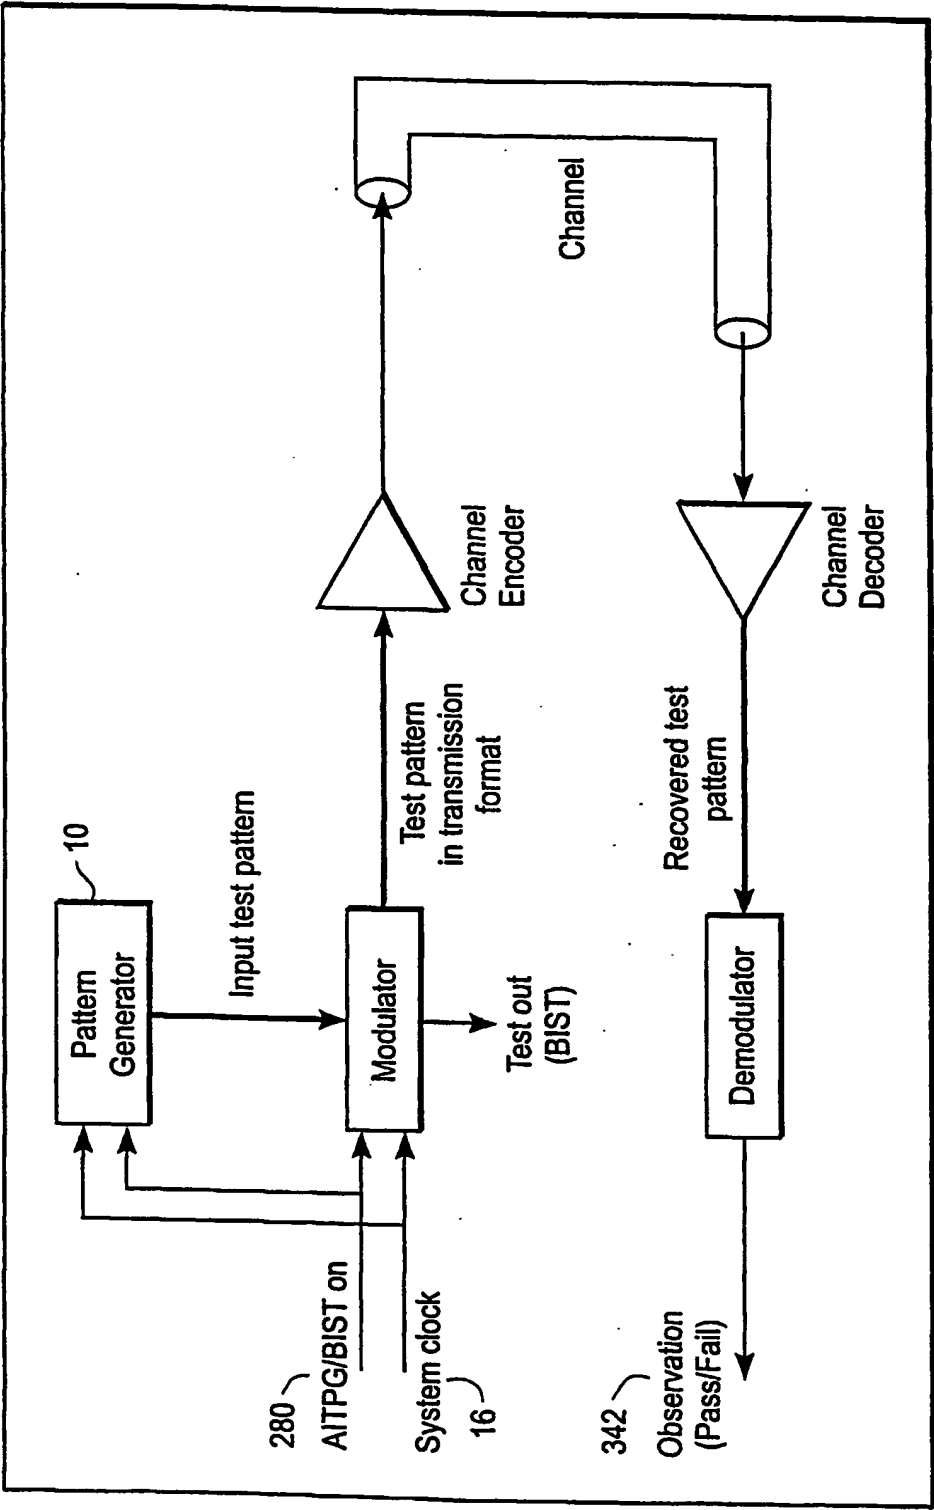 10
Pattern
Generator
Input test pattern
280
AITPG/BIST on
System clock
16
Modulator
Test out
(BIST)
Test pattern
in transmission
format
Channel
Encoder
Channel
342
Observation
(Pass/Fail)
Demodulator
Recovered test
pattern
Channel
Decoder